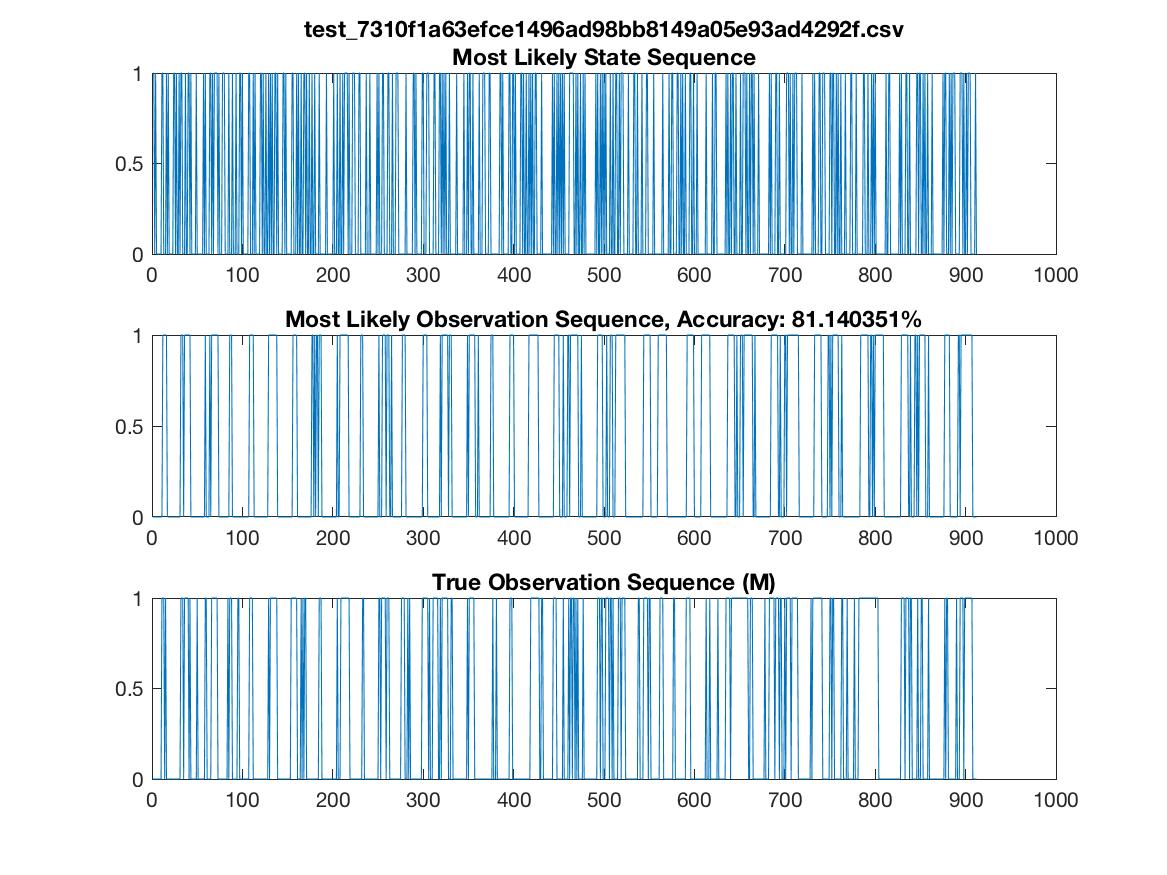 test_7310f1a63efce1496ad98bb8149a05e93ad4292f.csv
Most Likely State Sequence
1
0.5
0
0 100 200 300 400 500 600 700 800 900 1000
Most Likely Observation Sequence, Accuracy: 81.140351%
1
0.5
0
0 100 200 300 400 500 600 700 800 900 1000
True Observation Sequence (M)
1
0.5
0
0 100 200 300 400 500 600 700 800 900 1000